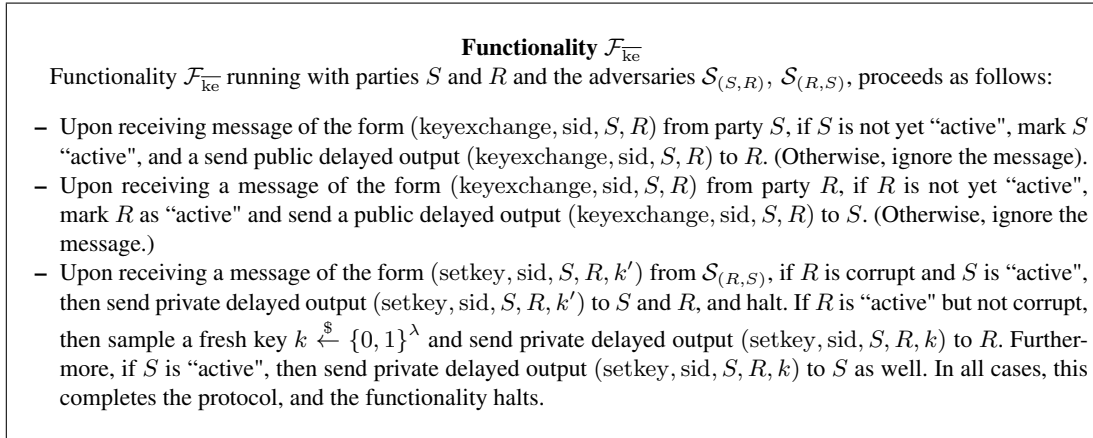 Functionality $\mathcal{F}_{\overline{\mathrm{ke}}}$
Functionality $\mathcal{F}_{\overline{\mathrm{ke}}}$ running with parties $S$ and $R$ and the adversaries $\mathcal{S}_{(S,R)}$, $\mathcal{S}_{(R,S)}$, proceeds as follows:
– Upon receiving message of the form (keyexchange, sid, $S, R$) from party $S$, if $S$ is not yet “active", mark $S$
“active", and a send public delayed output (keyexchange, sid, $S, R$) to $R$. (Otherwise, ignore the message).
– Upon receiving a message of the form (keyexchange, sid, $S, R$) from party $R$, if $R$ is not yet “active",
mark $R$ as “active" and send a public delayed output (keyexchange, sid, $S, R$) to $S$. (Otherwise, ignore the
message.)
– Upon receiving a message of the form (setkey, sid, $S, R, k'$) from $\mathcal{S}_{(R,S)}$, if $R$ is corrupt and $S$ is “active",
then send private delayed output (setkey, sid, $S, R, k'$) to $S$ and $R$, and halt. If $R$ is “active" but not corrupt,
then sample a fresh key $k \xleftarrow{\$} \{0, 1\}^{\lambda}$ and send private delayed output (setkey, sid, $S, R, k$) to $R$. Further-
more, if $S$ is “active", then send private delayed output (setkey, sid, $S, R, k$) to $S$ as well. In all cases, this
completes the protocol, and the functionality halts.